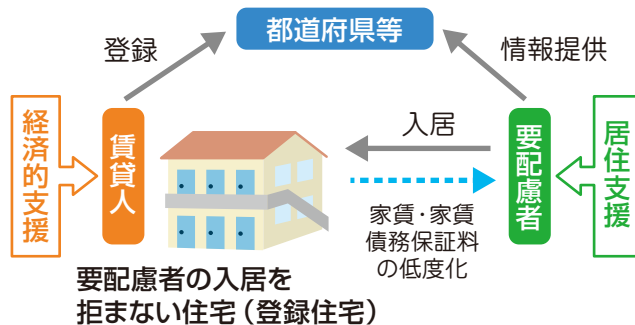 都道府県等
登録
情報提供
経済的支援
賃貸人
入居
要配慮者
居住支援
家賃・家賃
債務保証料
の低度化
要配慮者の入居を
拒まない住宅（登録住宅）